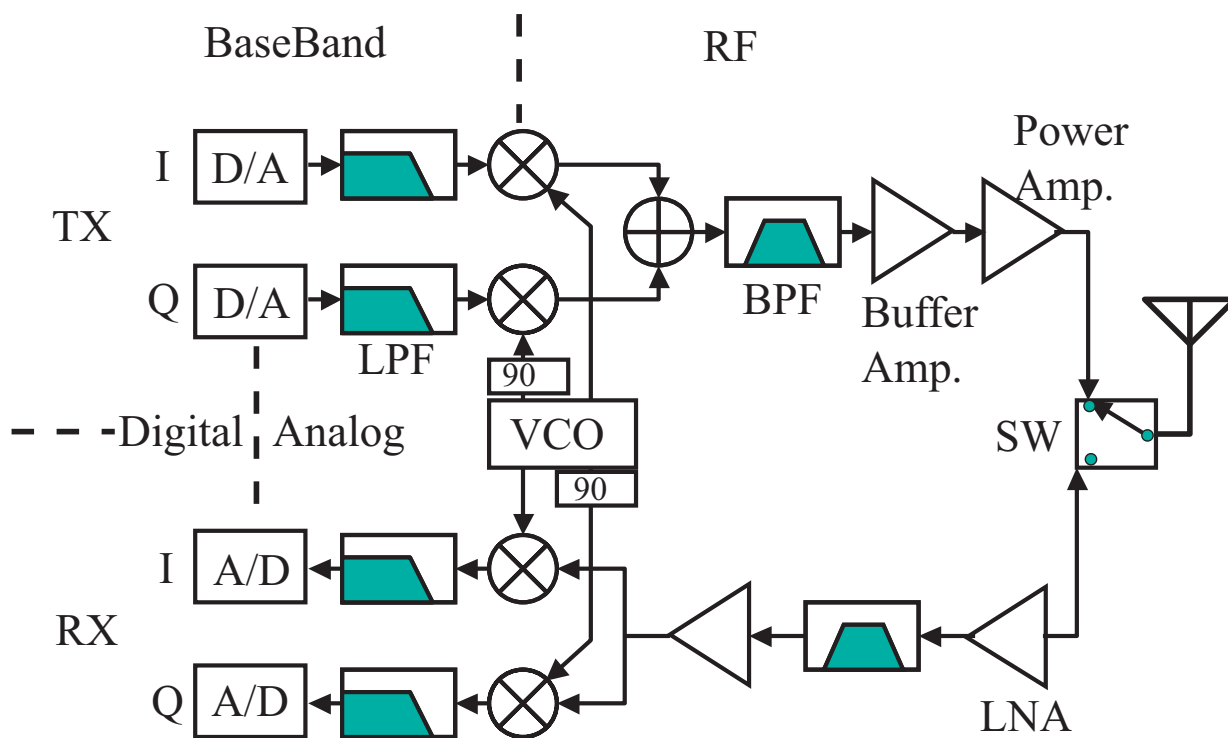 BaseBand
RF
Power
Amp.
I
D/A
TX
Q
D/A
LPF
BPF
Buffer
Amp.
90
Digital
Analog
VCO
SW
90
I
A/D
RX
Q
A/D
LNA